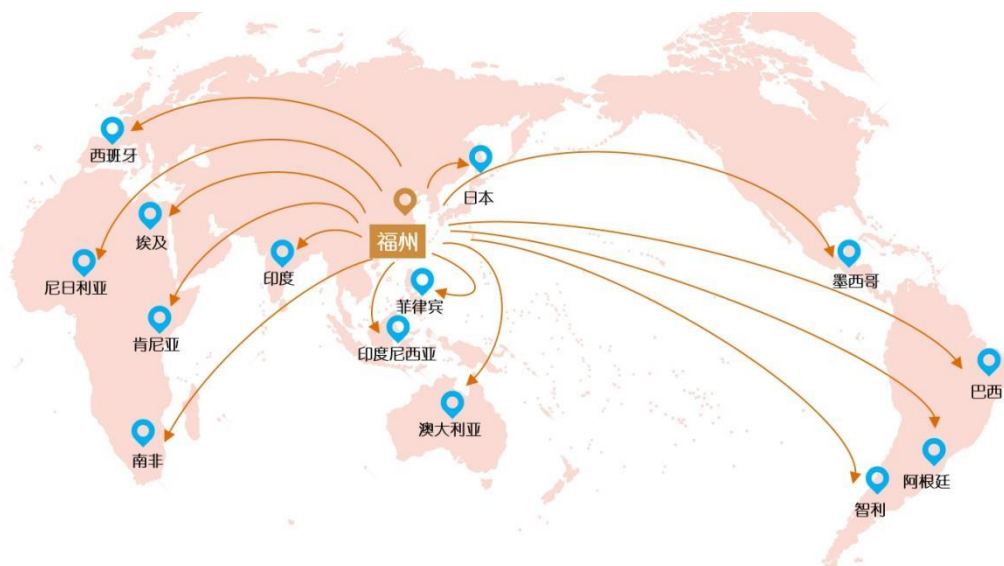 西班牙
日本
埃及
福州
尼日利亚
印度
墨西哥
菲律宾
肯尼亚
印度尼西亚
巴西
澳大利亚
南非
阿根廷
智利